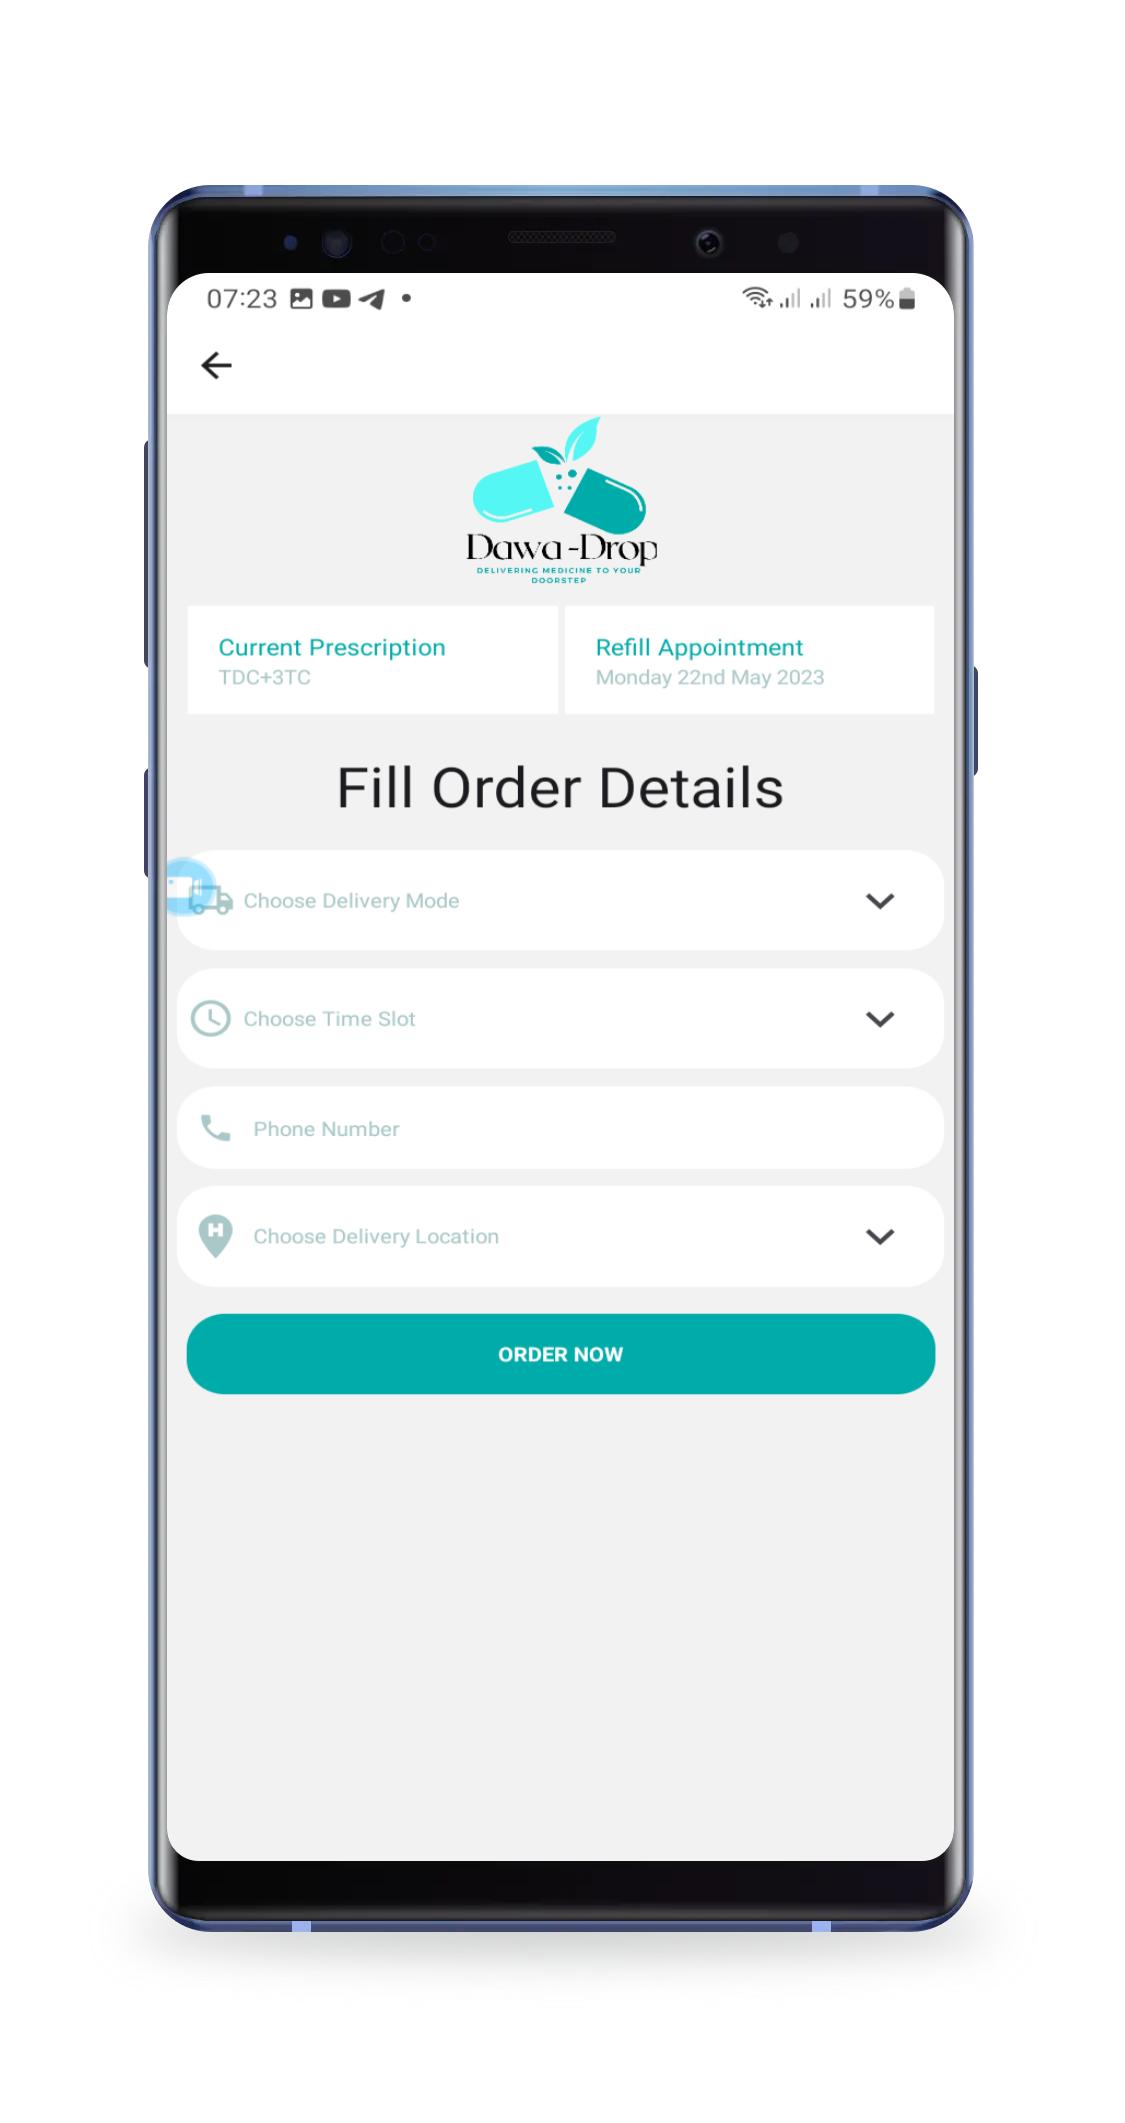 07:23
59%
Dawa-Drop
DELIVERING MEDICINE TO YOUR
DOORSTEP
Current Prescription
TDC+3TC
Refill Appointment
Monday 22nd May 2023
Fill Order Details
Choose Delivery Mode
Choose Time Slot
Phone Number
H
Choose Delivery Location
ORDER NOW